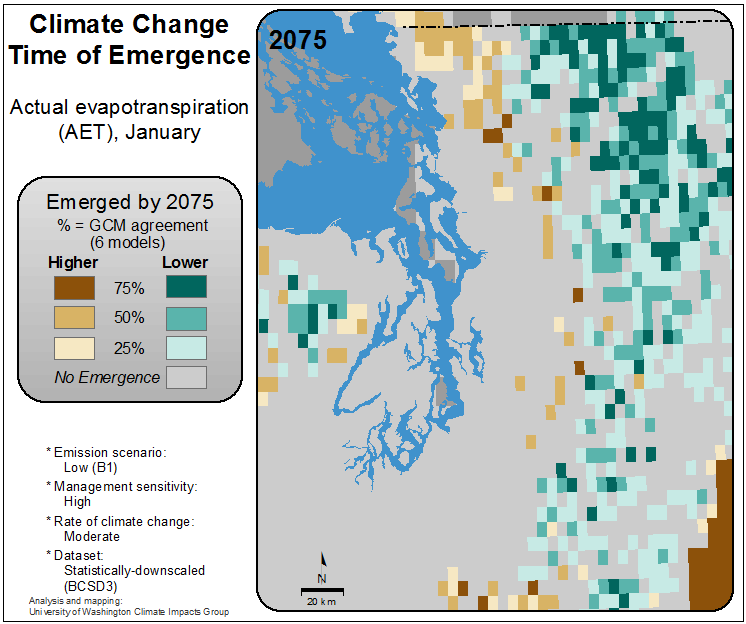 Climate Change
Time of Emergence
Actual evapotranspiration
(AET), January
Emerged by 2075
% = GCM agreement
(6 models)
Higher Lower
75%
50%
25%
No Emergence
* Emission scenario:
Low (B1)
* Management sensitivity:
High
* Rate of climate change:
Moderate
* Dataset:
Statistically-downscaled
(BCSD3)
Analysis and mapping:
University of Washington Climate Impacts Group
2075
N
20 km